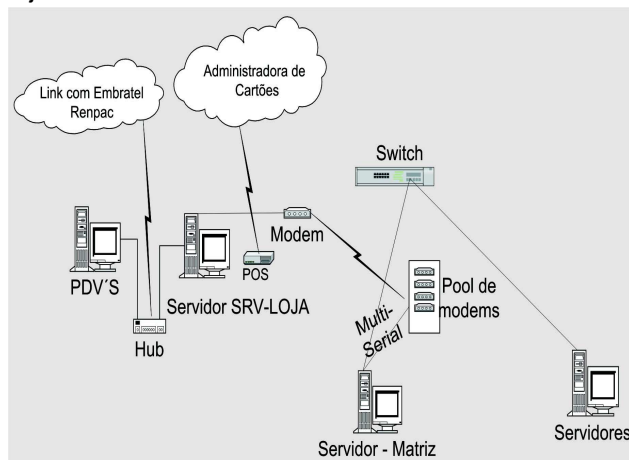 Link com Embratel
Renpac
Administradora de
Cartões
Switch
Modem
POS
PDV´S
Servidor SRV-LOJA
Hub
Pool de
modems
Multi-
Serial
Servidor - Matriz
Servidores